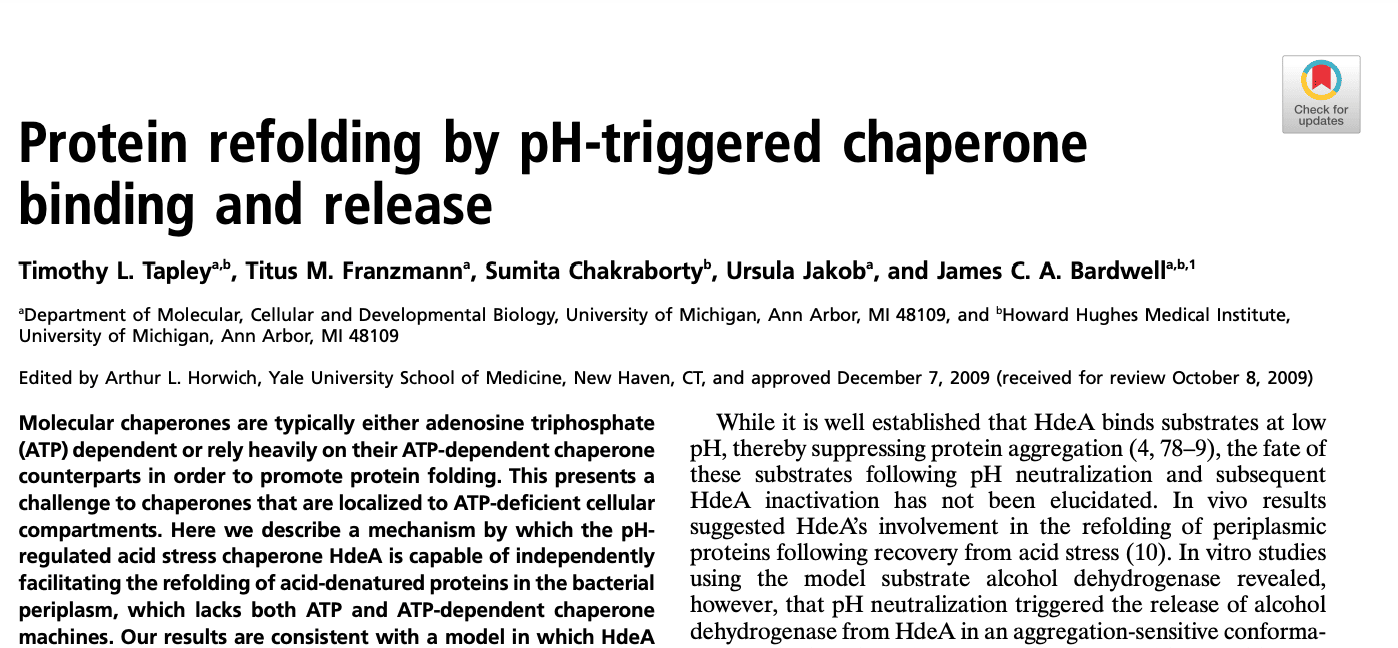 Check for
updates
Protein refolding by pH-triggered chaperone
binding and release
Timothy L. Tapleya,b, Titus M. Franzmanna, Sumita Chakrabortyb, Ursula Jakoba, and James C. A. Bardwella,b,1
aDepartment of Molecular, Cellular and Developmental Biology, University of Michigan, Ann Arbor, MI 48109, and bHoward Hughes Medical Institute,
University of Michigan, Ann Arbor, MI 48109
Edited by Arthur L. Horwich, Yale University School of Medicine, New Haven, CT, and approved December 7, 2009 (received for review October 8, 2009)
Molecular chaperones are typically either adenosine triphosphate
(ATP) dependent or rely heavily on their ATP-dependent chaperone
counterparts in order to promote protein folding. This presents a
challenge to chaperones that are localized to ATP-deficient cellular
compartments. Here we describe a mechanism by which the pH-
regulated acid stress chaperone HdeA is capable of independently
facilitating the refolding of acid-denatured proteins in the bacterial
periplasm, which lacks both ATP and ATP-dependent chaperone
machines. Our results are consistent with a model in which HdeA
While it is well established that HdeA binds substrates at low
pH, thereby suppressing protein aggregation (4, 78–9), the fate of
these substrates following pH neutralization and subsequent
HdeA inactivation has not been elucidated. In vivo results
suggested HdeA's involvement in the refolding of periplasmic
proteins following recovery from acid stress (10). In vitro studies
using the model substrate alcohol dehydrogenase revealed,
however, that pH neutralization triggered the release of alcohol
dehydrogenase from HdeA in an aggregation-sensitive conforma-